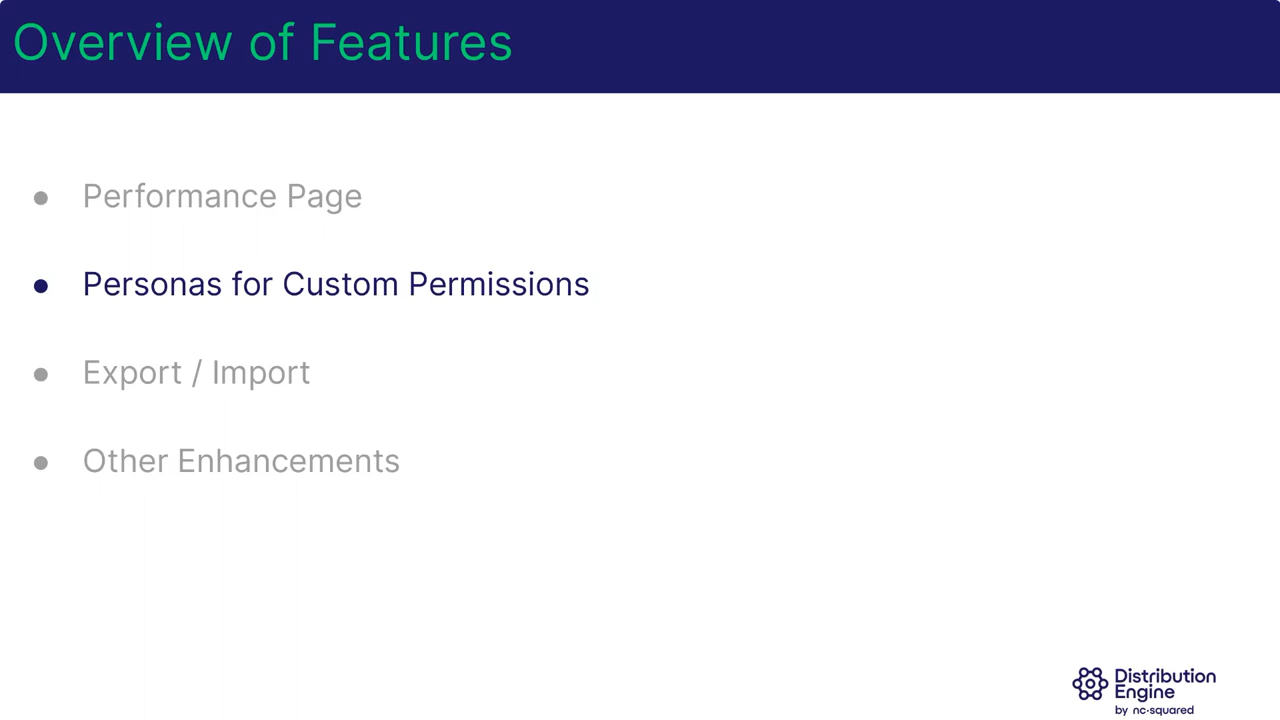 Overview of Features
● Performance Page
● Personas for Custom Permissions
● Export / Import
● Other Enhancements
Distribution
Engine
by nc·squared